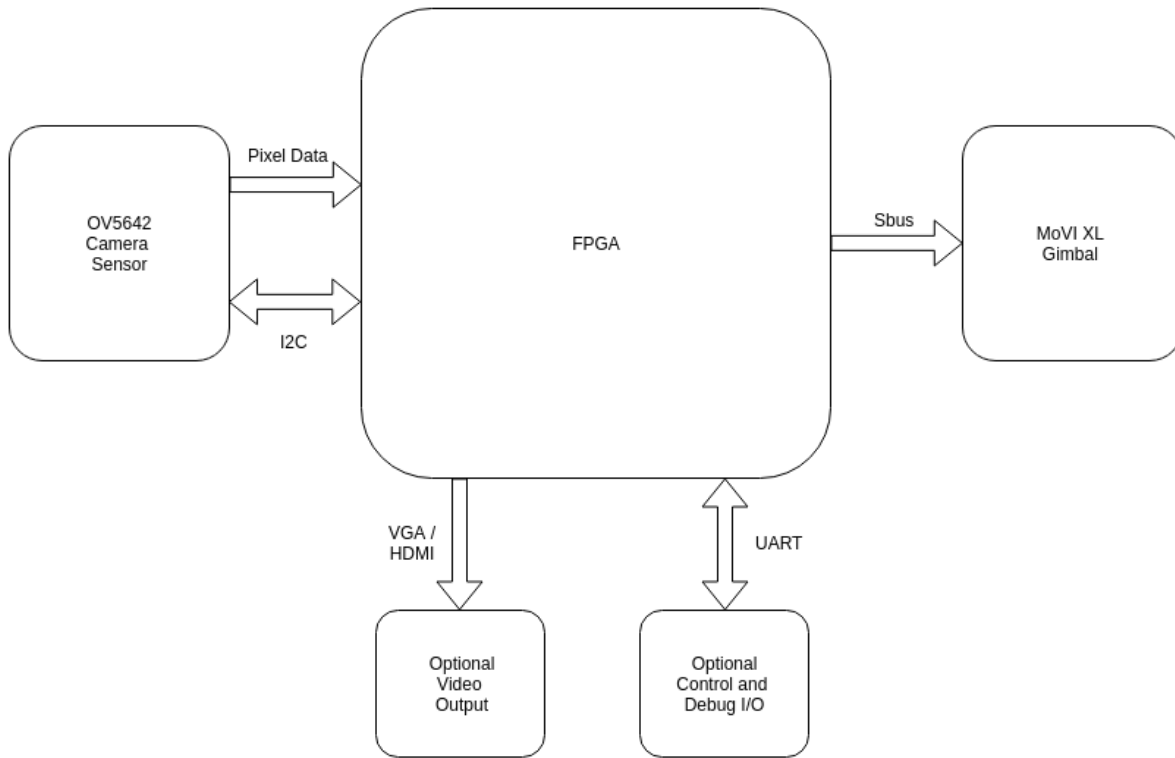 Pixel Data
OV5642
Camera
Sensor
I2C
FPGA
Sbus
MoVI XL
Gimbal
VGA /
HDMI
UART
Optional
Video
Output
Optional
Control and
Debug I/O